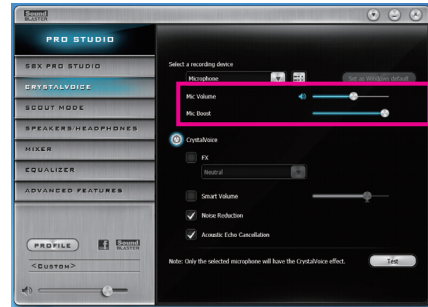 Sound
BLASTER
PRO STUDIO
SBX PRO STUDIO
CRYSTALVOICE
SCOUT MODE
SPEAKERS/HEADPHONES
MIXER
EQUALIZER
ADVANCED FEATURES
PROFILE
f
Sound
BLASTER
<CUSTOM>
Select a recording device
Microphone
Set as Windows default
Mic Volume
Mic Boost
CrystalVoice
FX
Neutral
Smart Volume
Noise Reduction
Acoustic Echo Cancellation
Note: Only the selected microphone will have the CrystalVoice effect.
Test